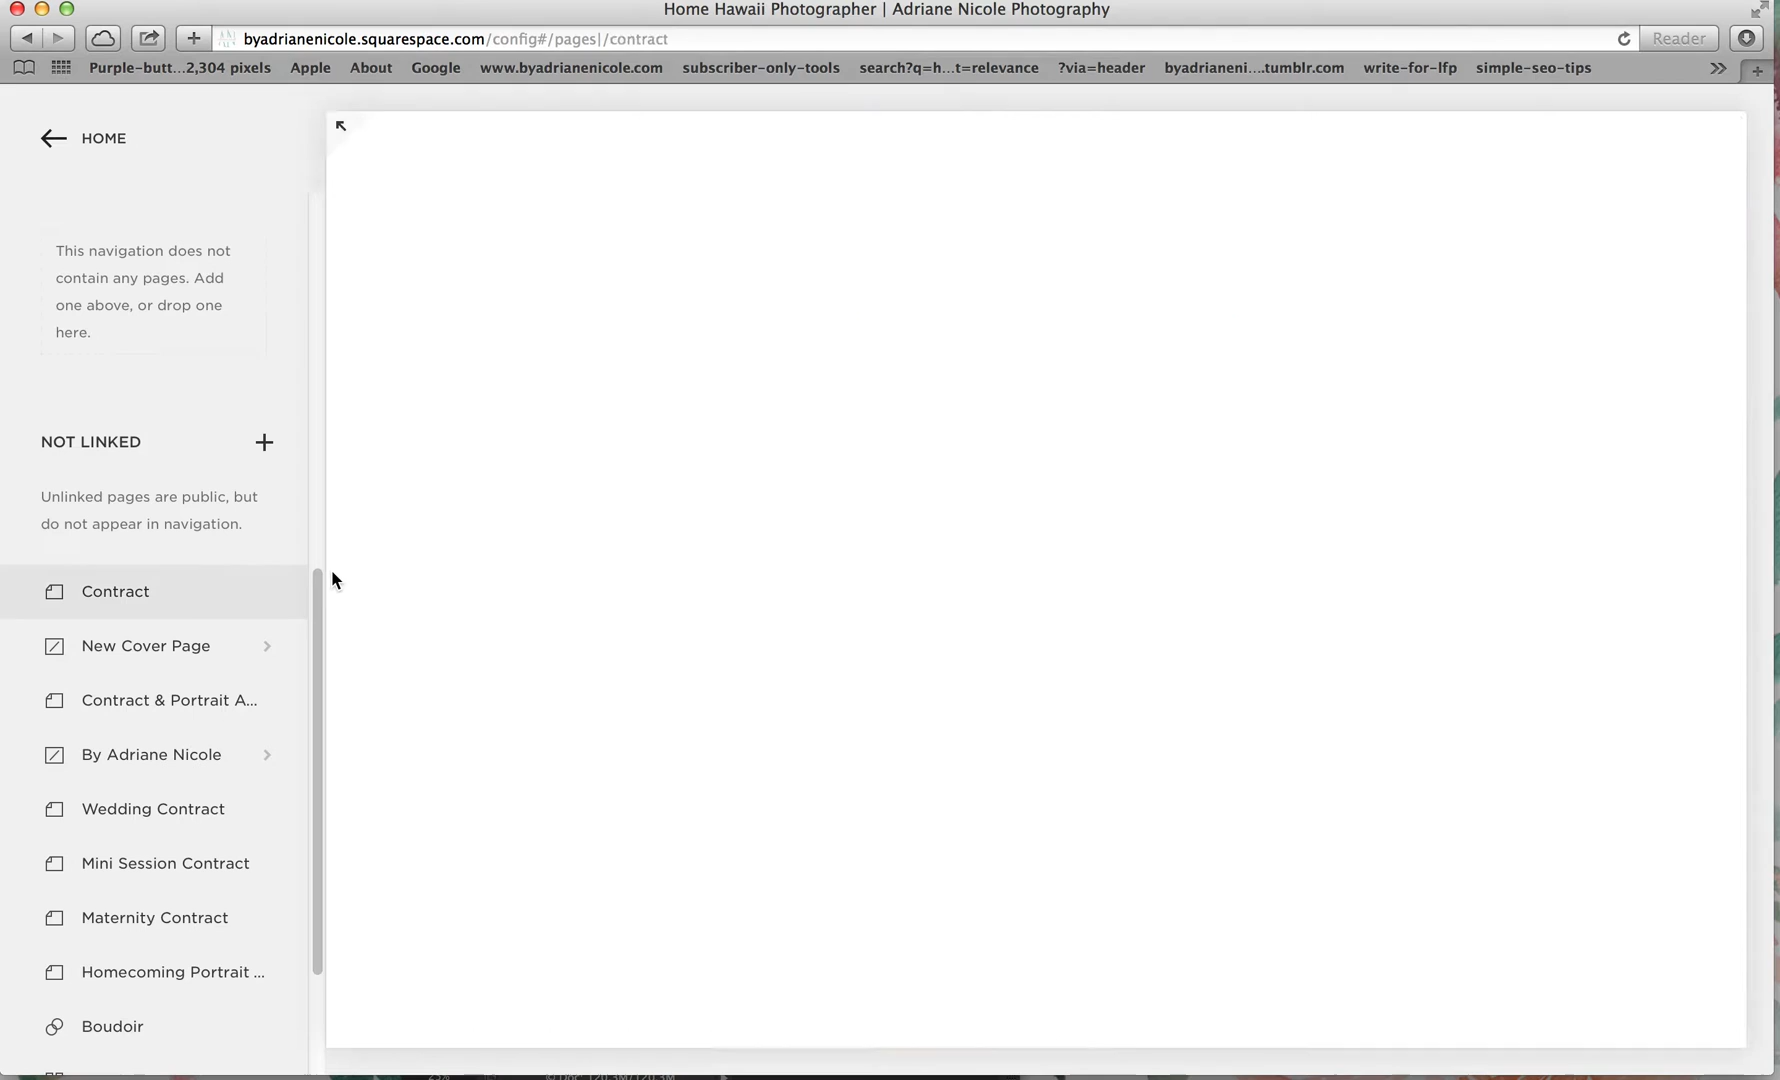 Home Hawaii Photographer | Adriane Nicole Photography
byadrianenicole.squarespace.com/config#/pages|/contract
Reader
Purple-butt...2,304 pixels Apple About Google www.byadrianenicole.com subscriber-only-tools search?q=h...t=relevance ?via=header byadrianeni....tumblr.com write-for-lfp simple-seo-tips
HOME
This navigation does not
contain any pages. Add
one above, or drop one
here.
NOT LINKED
Unlinked pages are public, but
do not appear in navigation.
Contract
New Cover Page
Contract & Portrait A...
By Adriane Nicole
Wedding Contract
Mini Session Contract
Maternity Contract
Homecoming Portrait ...
Boudoir